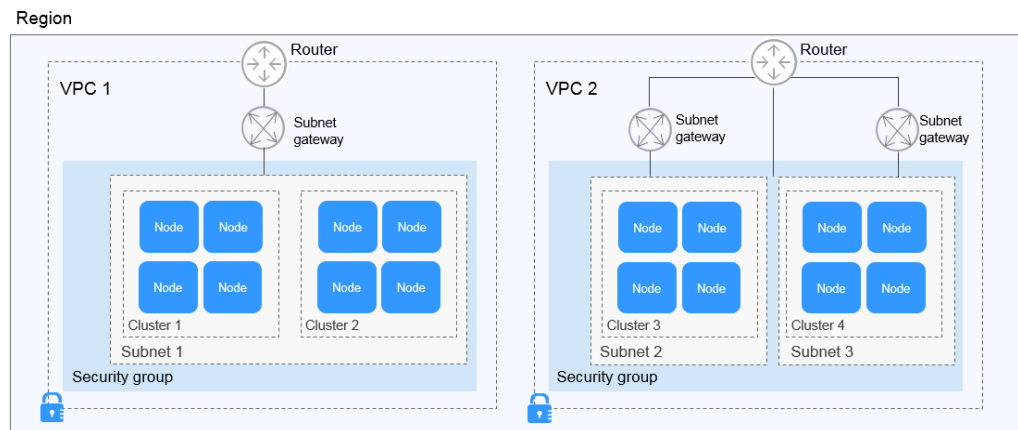 Region
Router
VPC 1
Subnet
gateway
Node
Node
Node
Node
Node
Node
Node
Node
Cluster 1
Cluster 2
Subnet 1
Security group
Router
VPC 2
Subnet
gateway
Subnet
gateway
Node
Node
Node
Node
Node
Node
Node
Node
Cluster 3
Cluster 4
Subnet 2
Subnet 3
Security group